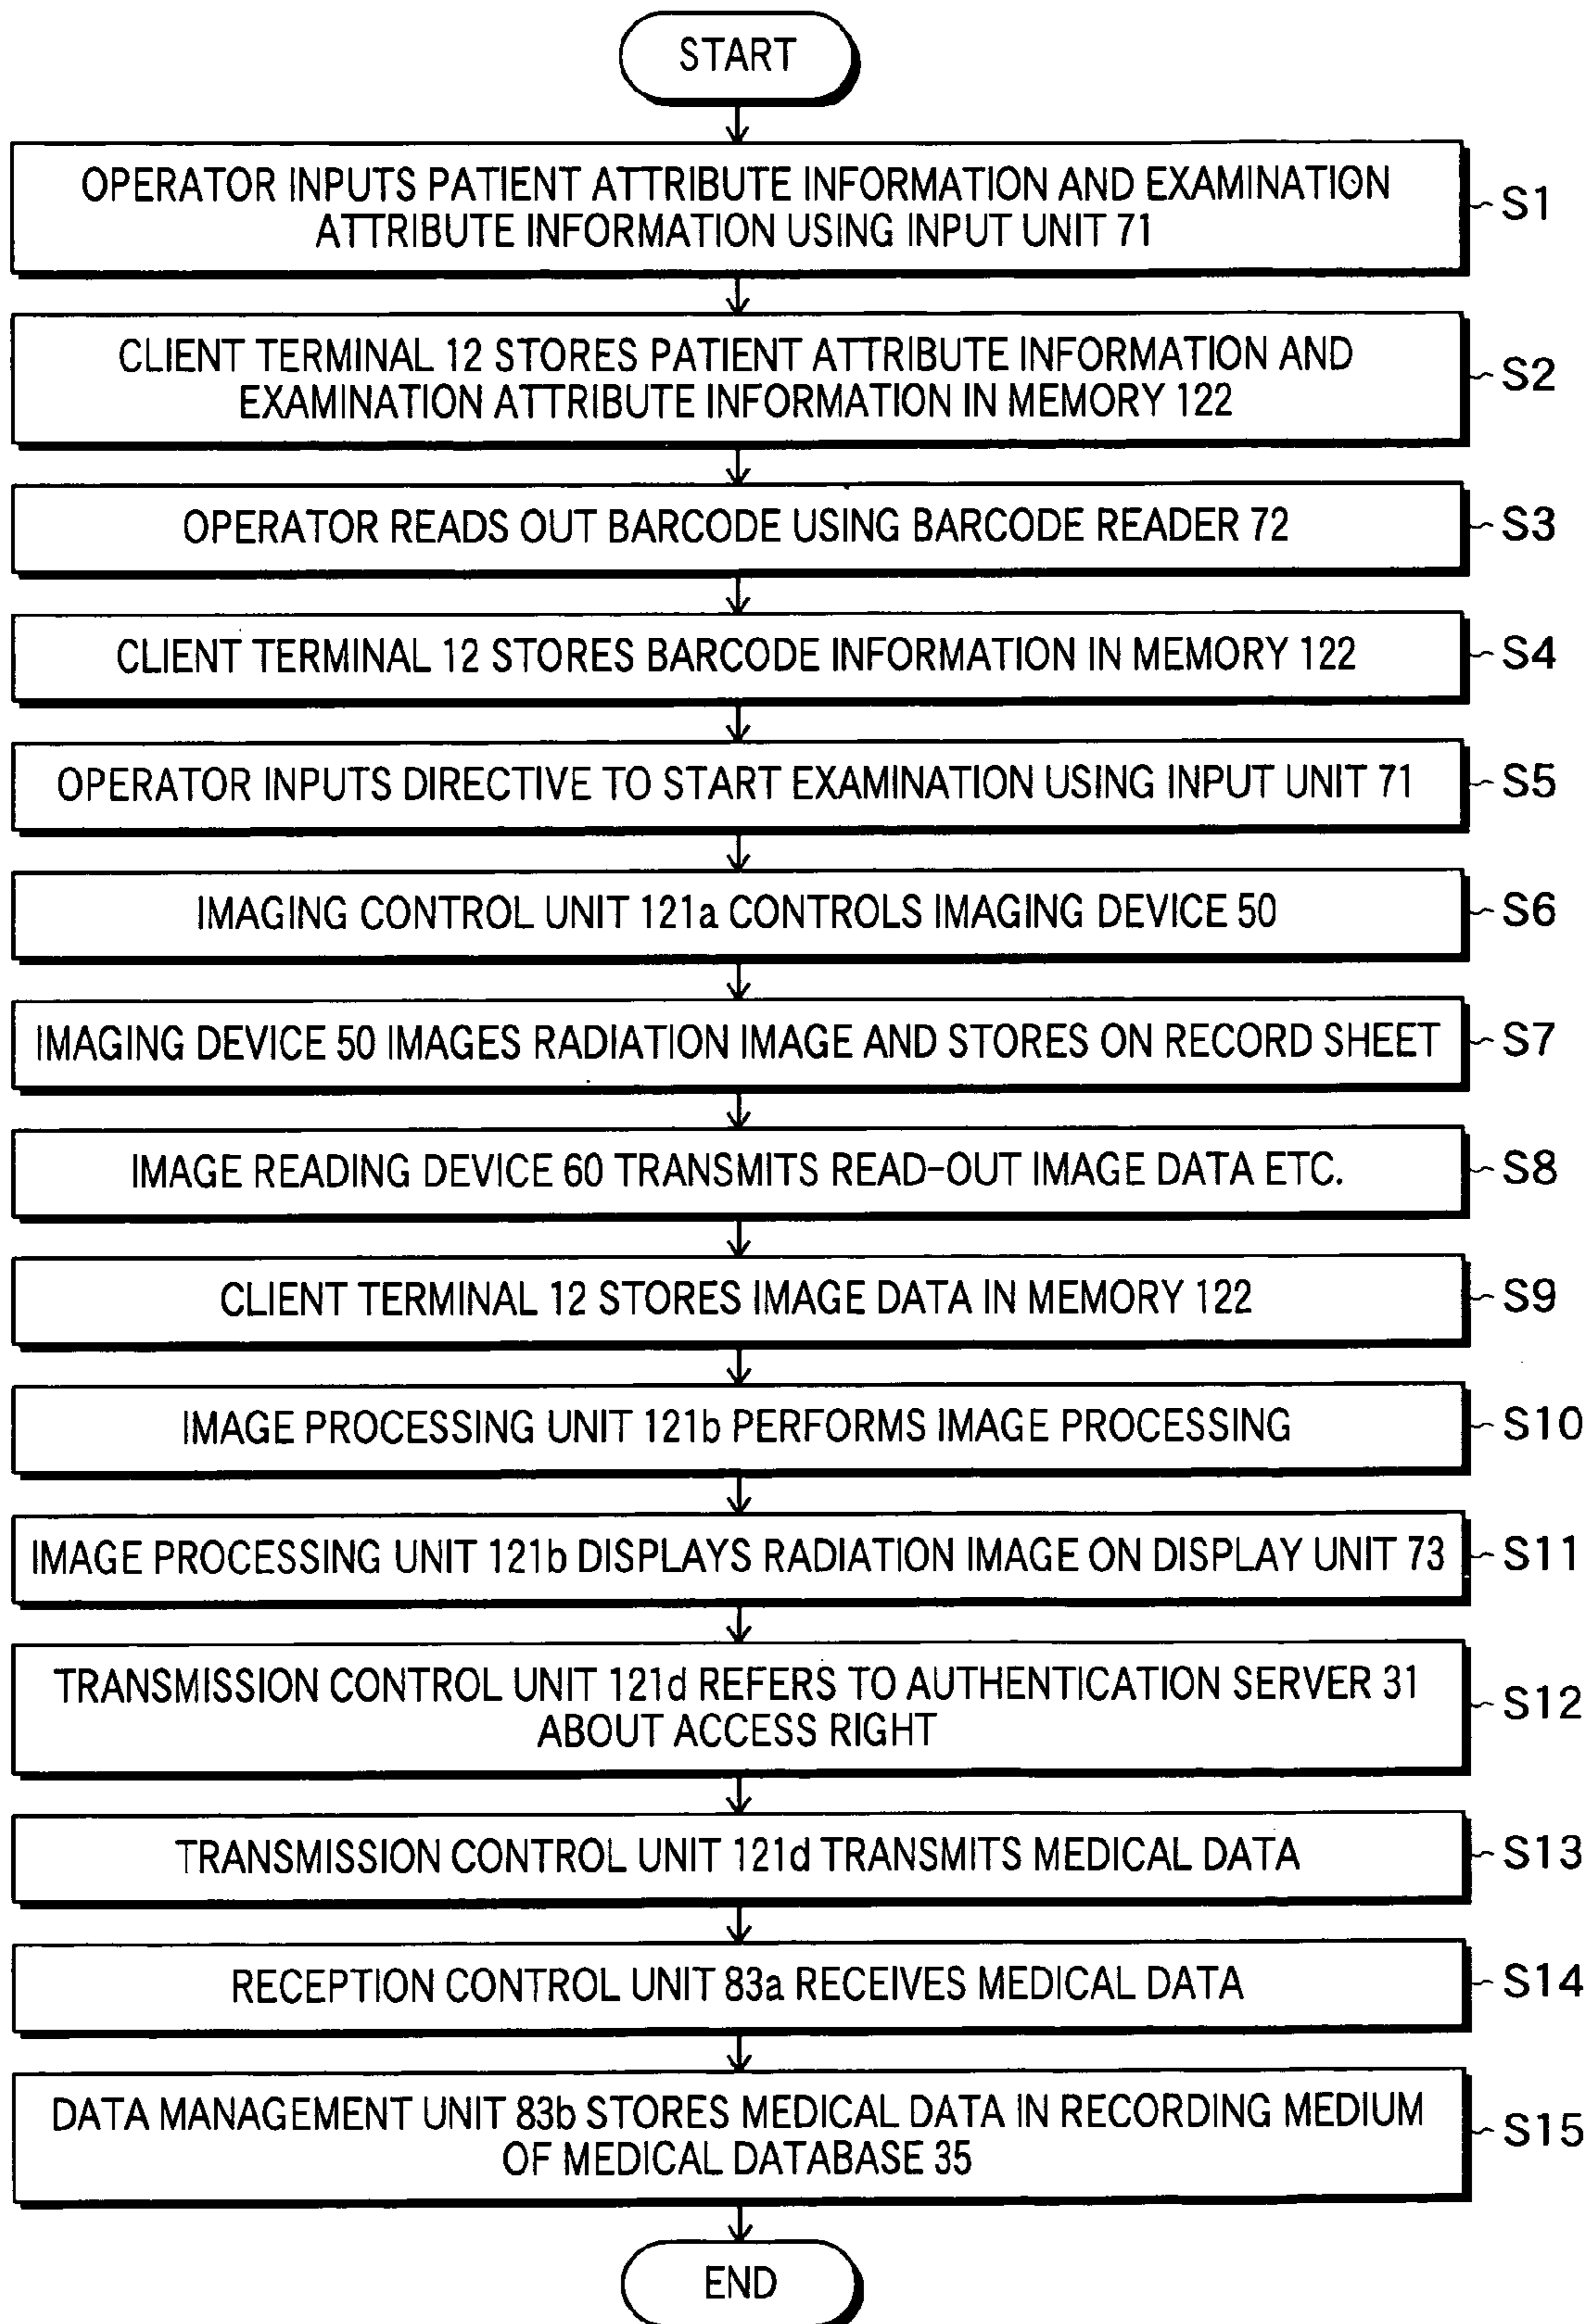 START
OPERATOR INPUTS PATIENT ATTRIBUTE INFORMATION AND EXAMINATION
ATTRIBUTE INFORMATION USING INPUT UNIT 71
S1
CLIENT TERMINAL 12 STORES PATIENT ATTRIBUTE INFORMATION AND
EXAMINATION ATTRIBUTE INFORMATION IN MEMORY 122
S2
OPERATOR READS OUT BARCODE USING BARCODE READER 72
S3
CLIENT TERMINAL 12 STORES BARCODE INFORMATION IN MEMORY 122
S4
OPERATOR INPUTS DIRECTIVE TO START EXAMINATION USING INPUT UNIT 71
S5
IMAGING CONTROL UNIT 121a CONTROLS IMAGING DEVICE 50
S6
IMAGING DEVICE 50 IMAGES RADIATION IMAGE AND STORES ON RECORD SHEET
S7
IMAGE READING DEVICE 60 TRANSMITS READ-OUT IMAGE DATA ETC.
S8
CLIENT TERMINAL 12 STORES IMAGE DATA IN MEMORY 122
S9
IMAGE PROCESSING UNIT 121b PERFORMS IMAGE PROCESSING
S10
IMAGE PROCESSING UNIT 121b DISPLAYS RADIATION IMAGE ON DISPLAY UNIT 73
S11
TRANSMISSION CONTROL UNIT 121d REFERS TO AUTHENTICATION SERVER 31
ABOUT ACCESS RIGHT
S12
TRANSMISSION CONTROL UNIT 121d TRANSMITS MEDICAL DATA
S13
RECEPTION CONTROL UNIT 83a RECEIVES MEDICAL DATA
S14
DATA MANAGEMENT UNIT 83b STORES MEDICAL DATA IN RECORDING MEDIUM
OF MEDICAL DATABASE 35
S15
END